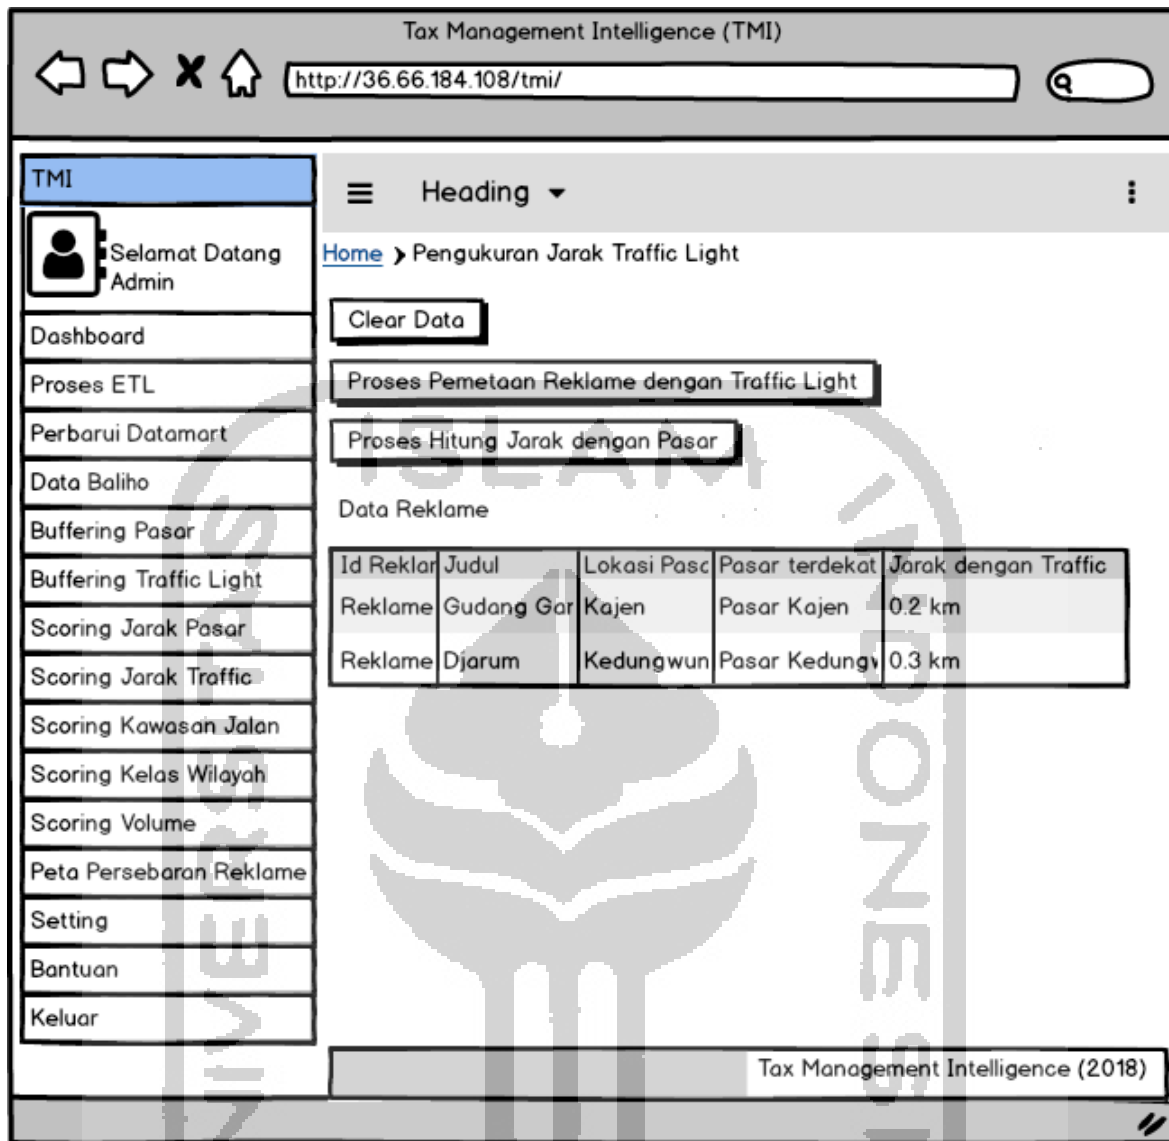 Tax Management Intelligence (TMI)
http://36.66.184.108/tmi/
TMI
Selamat Datang
Admin
Dashboard
Proses ETL
Perbarui Datamart
Data Baliho
Buffering Pasar
Buffering Traffic Light
Scoring Jarak Pasar
Scoring Jarak Traffic
Scoring Kawasan Jalan
Scoring Kelas Wilayah
Scoring Volume
Peta Persebaran Reklame
Setting
Bantuan
Keluar
Heading
Home Pengukuran Jarak Traffic Light
Clear Data
Proses Pemetaan Reklame dengan Traffic Light
Proses Hitung Jarak dengan Pasar
Data Reklame
Id Reklar Judul Lokasi Pasc Pasar terdekat Jarak dengan Traffic
Reklame Gudang Gar Kajen Pasar Kajen 0.2 km
Reklame Djarum Kedungwun Pasar Kedung 0.3 km
Tax Management Intelligence (2018)
ISLAM